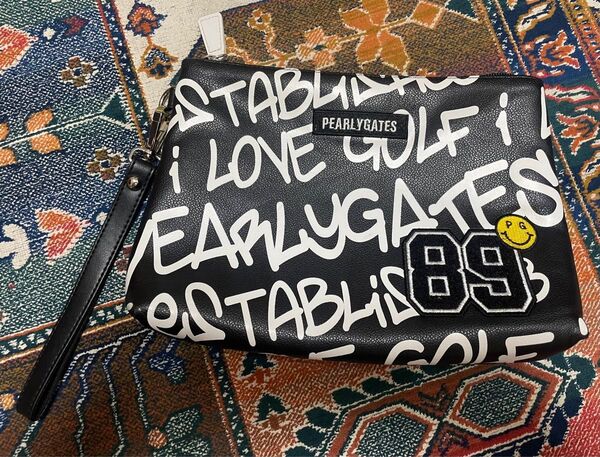 ESTABLISHED
PEARLYGATES
i LOVE GOLF i L
PEARLYGATES
P G
89
ESTABLiS
LOVE GOLF